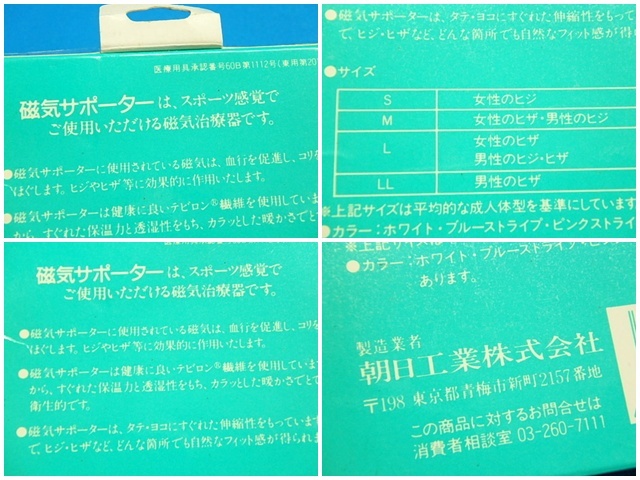 医療用具承認番号60B第1112号(東用第20
磁気サポーターは、スポーツ感覚で
ご使用いただける磁気治療器です。
●磁気サポーターに使用されている磁気は、血行を促進し、コリを
ほぐします。ヒジやヒザ等に効果的に作用いたします。
●磁気サポーターは健康に良いテビロン®繊維を使用していま
から、すぐれた保温力と透湿性をもち、カラッとした暖かさでと
●磁気サポーターは、タテ・ヨコにすぐれた伸縮性をもって
で、ヒジ・ヒザなど、どんな箇所でも自然なフィット感が得
●サイズ
S 女性のヒジ
M 女性のヒザ・男性のヒジ
L 女性のヒザ
男性のヒジ・ヒザ
LL 男性のヒザ
※上記サイズは平均的な成人体型を基準にしています
●カラー:ホワイト・ブルーストライプ・ピンクストライ
磁気サポーターは、スポーツ感覚で
ご使用いただける磁気治療器です。
●磁気サポーターに使用されている磁気は、血行を促進し、コリを
ほぐします。ヒジやヒザ等に効果的に作用いたします。
●磁気サポーターは健康に良いテビロン®繊維を使用していま
から、すぐれた保温力と透湿性をもち、カラッとした暖かさでと
衛生的です。
●磁気サポーターは、タテ・ヨコにすぐれた伸縮性をもってい
で、ヒジ・ヒザなど、どんな箇所でも自然なフィット感が得られま
※上記サイズは
●カラー:ホワイト・ブルーストライプ・ピン
あります。
製造業者
朝日工業株式会社
〒198 東京都青梅市新町2157番地
この商品に対するお問合せは
消費者相談室 03-260-7111